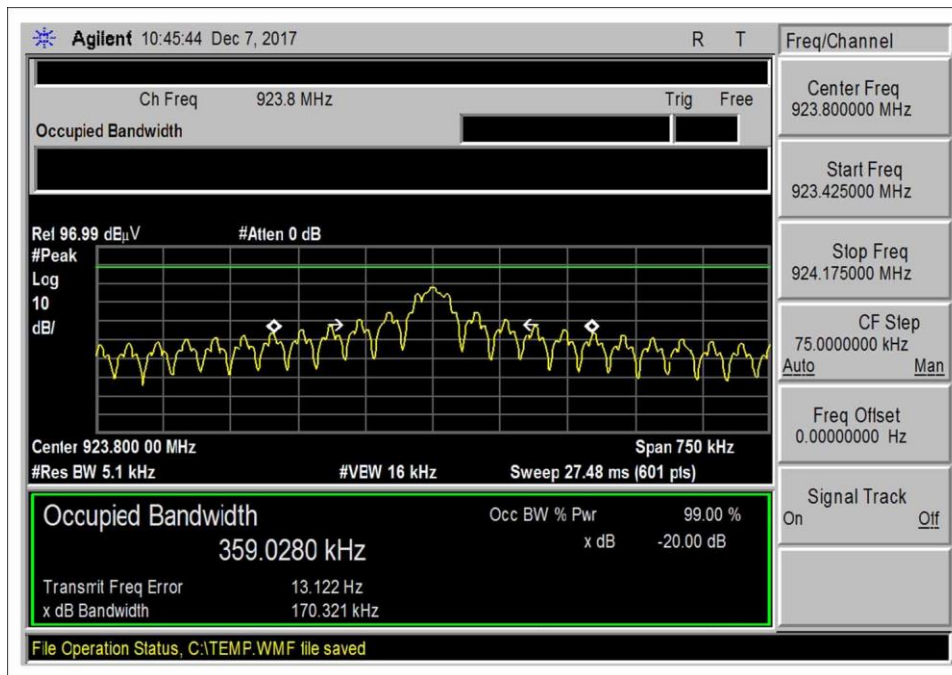 Agilent 10:45:44 Dec 7, 2017 R T
Freq/Channel
Ch Freq 923.8 MHz Trig Free
Occupied Bandwidth
Center Freq
923.800000 MHz
Start Freq
923.425000 MHz
Stop Freq
924.175000 MHz
CF Step
75.0000000 kHz
Auto Man
Freq Offset
0.00000000 Hz
Signal Track
On Off
Ref 96.99 dBµV #Atten 0 dB
#Peak
Log
10
dB/
Center 923.800 00 MHz Span 750 kHz
#Res BW 5.1 kHz #VBW 16 kHz Sweep 27.48 ms (601 pts)
Occupied Bandwidth Occ BW % Pwr 99.00 %
359.0280 kHz x dB -20.00 dB
Transmit Freq Error 13.122 Hz
x dB Bandwidth 170.321 kHz
File Operation Status, C:\TEMP.WMF file saved